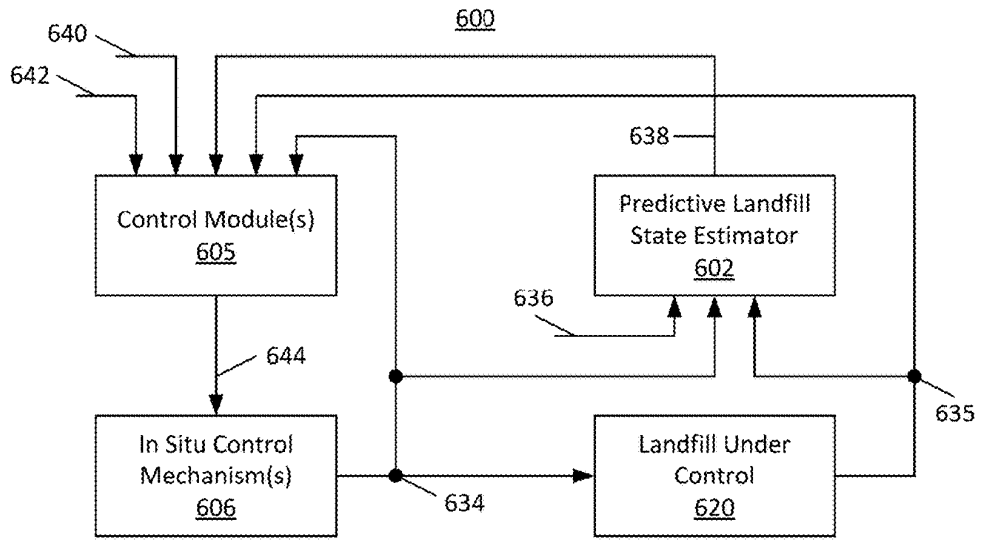 600
640
642
638
Control Module(s)
605
Predictive Landfill
State Estimator
602
636
644
635
In Situ Control
Mechanism(s)
606
634
Landfill Under
Control
620